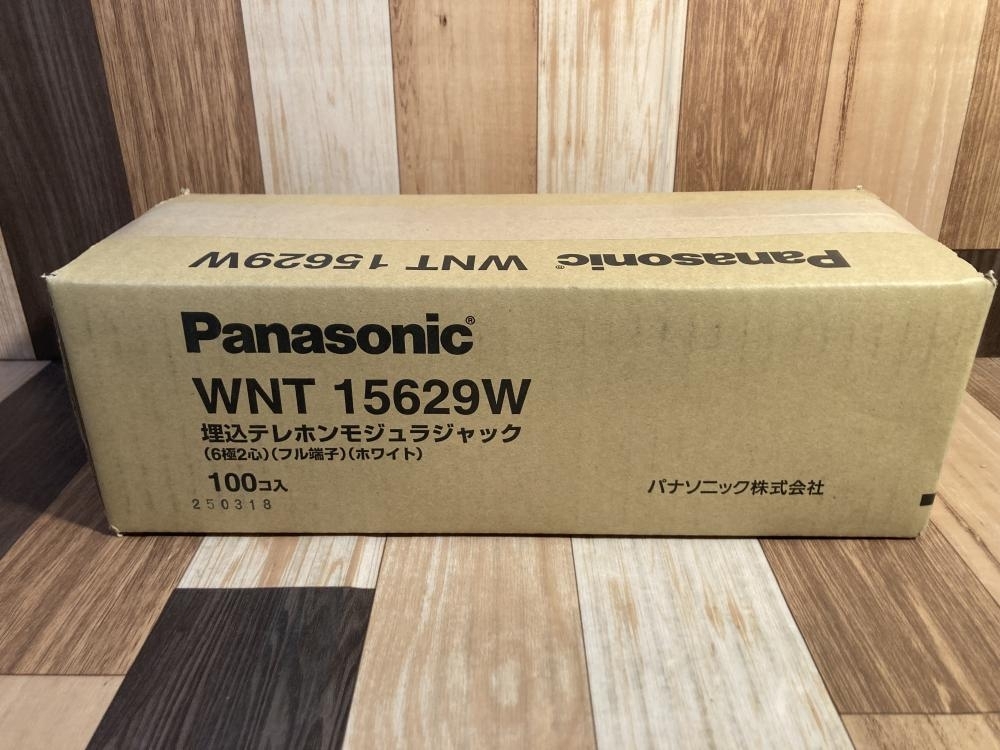 Panasonic® WNT 15629W
Panasonic®
WNT 15629W
埋込テレホンモジュラジャック
(6極2心)(フル端子)(ホワイト)
100コ入
パナソニック株式会社
250318